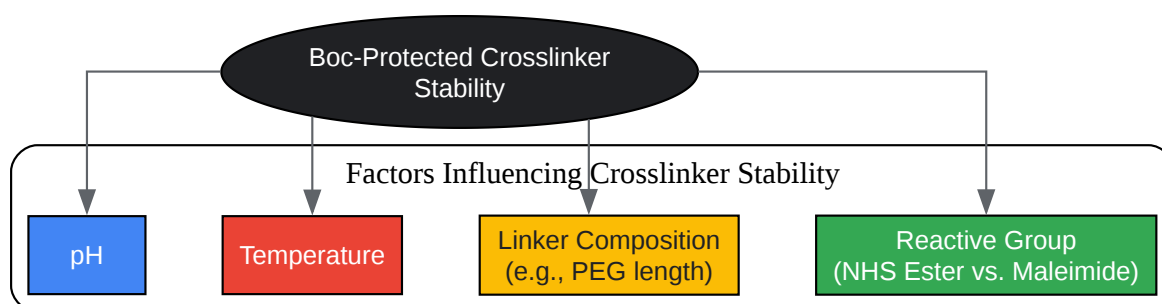 Boc-Protected Crosslinker
Stability
Factors Influencing Crosslinker Stability
pH
Temperature
Linker Composition
(e.g., PEG length)
Reactive Group
(NHS Ester vs. Maleimide)